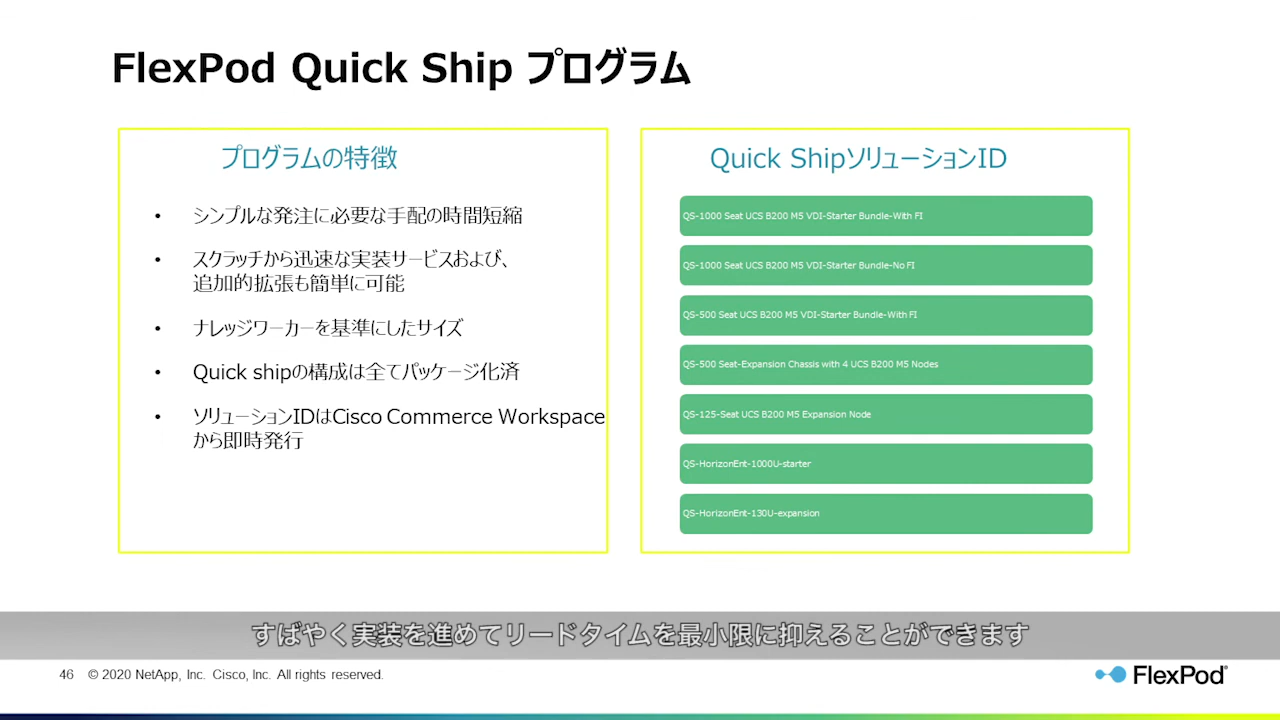 FlexPod Quick Ship プログラム
プログラムの特徴
• シンプルな発注に必要な手配の時間短縮
• スクラッチから迅速な実装サービスおよび、
追加的拡張も簡単に可能
• ナレッジワーカーを基準にしたサイズ
• Quick shipの構成は全てパッケージ化済
• ソリューションIDはCisco Commerce Workspace
から即時発行
Quick ShipソリューションID
QS-1000 Seat UCS B200 M5 VDI-Starter Bundle-With FI
QS-1000 Seat UCS B200 M5 VDI-Starter Bundle-No FI
QS-500 Seat UCS B200 M5 VDI-Starter Bundle-With FI
QS-500 Seat-Expansion Chassis with 4 UCS B200 M5 Nodes
QS-125-Seat UCS B200 M5 Expansion Node
QS-HorizonEnt-1000U-starter
QS-HorizonEnt-130U-expansion
すばやく実装を進めてリードタイムを最小限に抑えることができます
46 © 2020 NetApp, Inc. Cisco, Inc. All rights reserved.
FlexPod®